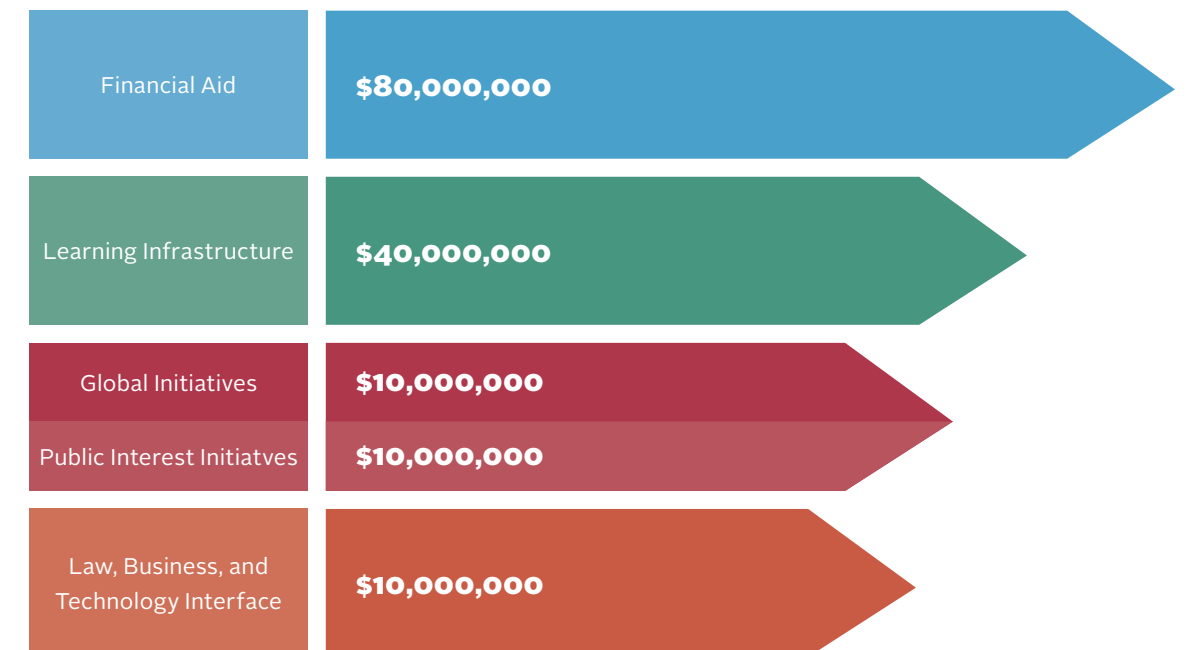 Financial Aid
$80,000,000
Learning Infrastructure
$40,000,000
Global Initiatives
$10,000,000
Public Interest Initiatves
$10,000,000
Law, Business, and
Technology Interface
$10,000,000